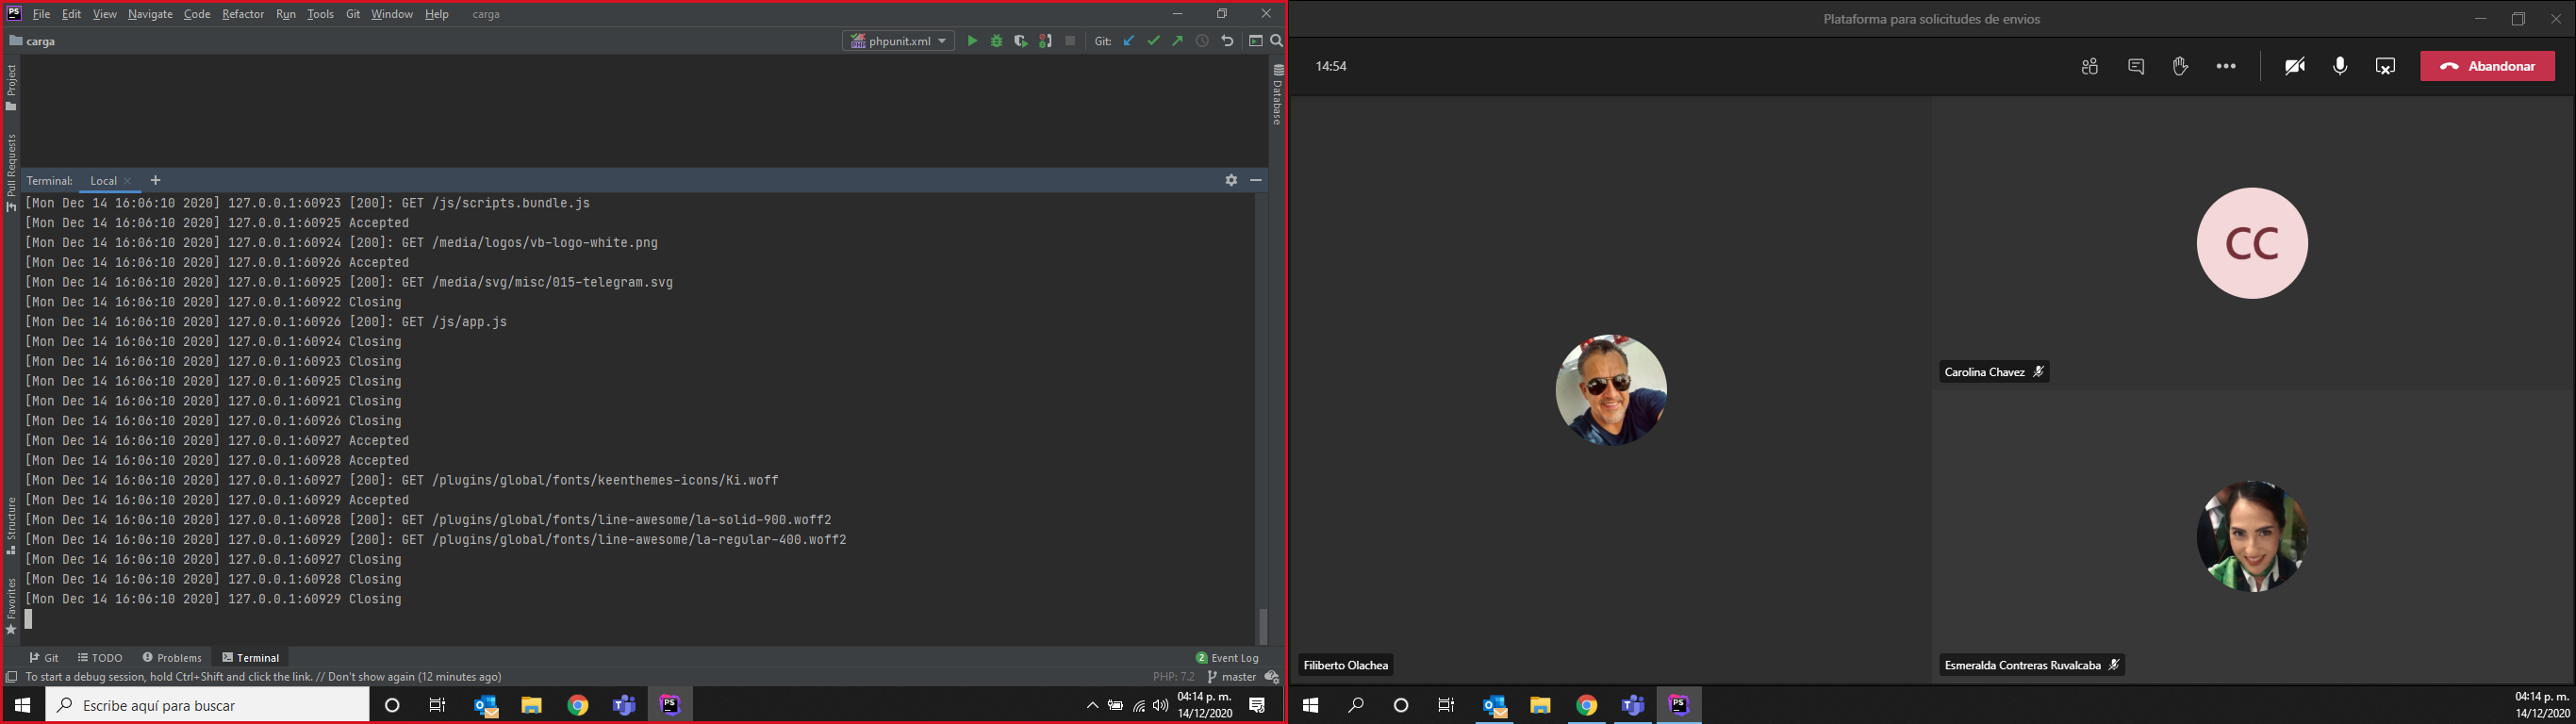 PS File Edit View Navigate Code Refactor Run Tools Git Window Help carga
carga
phpunit.xml
Git:
Project
Pull Requests
Structure
Favorites
Database
Terminal: Local × +
[Mon Dec 14 16:06:10 2020] 127.0.0.1:60923 [200]: GET /js/scripts.bundle.js
[Mon Dec 14 16:06:10 2020] 127.0.0.1:60925 Accepted
[Mon Dec 14 16:06:10 2020] 127.0.0.1:60924 [200]: GET /media/logos/vb-logo-white.png
[Mon Dec 14 16:06:10 2020] 127.0.0.1:60926 Accepted
[Mon Dec 14 16:06:10 2020] 127.0.0.1:60925 [200]: GET /media/svg/misc/015-telegram.svg
[Mon Dec 14 16:06:10 2020] 127.0.0.1:60922 Closing
[Mon Dec 14 16:06:10 2020] 127.0.0.1:60926 [200]: GET /js/app.js
[Mon Dec 14 16:06:10 2020] 127.0.0.1:60924 Closing
[Mon Dec 14 16:06:10 2020] 127.0.0.1:60923 Closing
[Mon Dec 14 16:06:10 2020] 127.0.0.1:60925 Closing
[Mon Dec 14 16:06:10 2020] 127.0.0.1:60921 Closing
[Mon Dec 14 16:06:10 2020] 127.0.0.1:60926 Closing
[Mon Dec 14 16:06:10 2020] 127.0.0.1:60927 Accepted
[Mon Dec 14 16:06:10 2020] 127.0.0.1:60928 Accepted
[Mon Dec 14 16:06:10 2020] 127.0.0.1:60927 [200]: GET /plugins/global/fonts/keenthemes-icons/Ki.woff
[Mon Dec 14 16:06:10 2020] 127.0.0.1:60929 Accepted
[Mon Dec 14 16:06:10 2020] 127.0.0.1:60928 [200]: GET /plugins/global/fonts/line-awesome/la-solid-900.woff2
[Mon Dec 14 16:06:10 2020] 127.0.0.1:60929 [200]: GET /plugins/global/fonts/line-awesome/la-regular-400.woff2
[Mon Dec 14 16:06:10 2020] 127.0.0.1:60927 Closing
[Mon Dec 14 16:06:10 2020] 127.0.0.1:60928 Closing
[Mon Dec 14 16:06:10 2020] 127.0.0.1:60929 Closing
Git TODO Problems Terminal 2 Event Log
To start a debug session, hold Ctrl+Shift and click the link. // Don't show again (12 minutes ago) PHP: 7.2 master
Escribe aquí para buscar
04:14 p. m.
14/12/2020
Plataforma para solicitudes de envios
14:54
Abandonar
CC
Carolina Chavez
Filiberto Olachea
Esmeralda Contreras Ruvalcaba
04:14 p. m.
14/12/2020